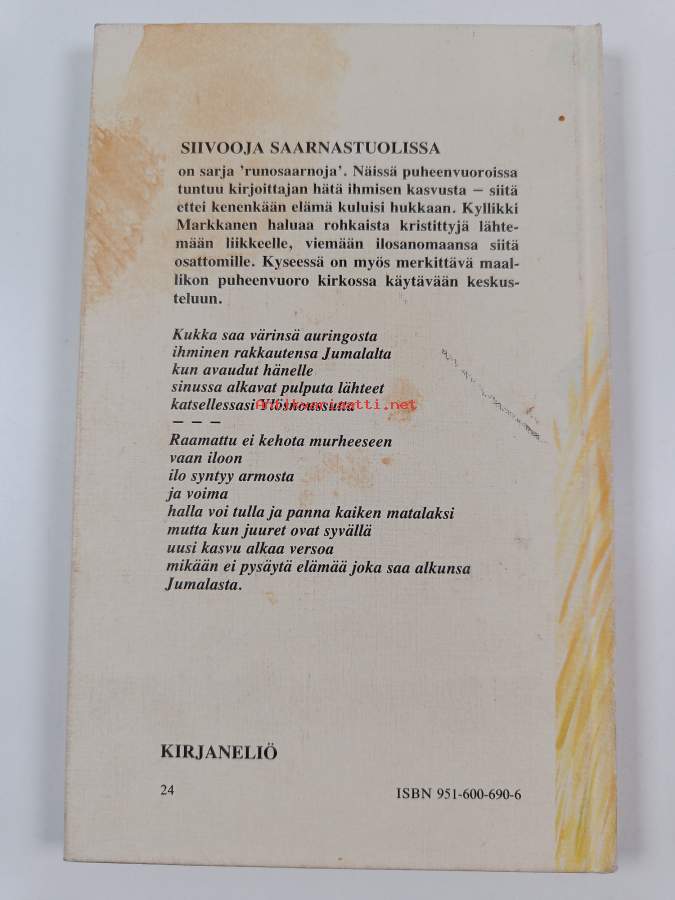 SIIVOOJA SAARNASTUOLISSA
on sarja 'runosaarnoja'. Näissä puheenvuoroissa
tuntuu kirjoittajan hätä ihmisen kasvusta – siitä
ettei kenenkään elämä kuluisi hukkaan. Kyllikki
Markkanen haluaa rohkaista kristittyjä lähte-
mään liikkeelle, viemään ilosanomaansa siitä
osattomille. Kyseessä on myös merkittävä maal-
likon puheenvuoro kirkossa käytävään keskus-
teluun.
Kukka saa värinsä auringosta
ihminen rakkautensa Jumalalta
kun avaudut hänelle
sinussa alkavat pulputa lähteet
katsellessasi Ylösnoussutta
Antikvariaatti.net
– – –
Raamattu ei kehota murheeseen
vaan iloon
ilo syntyy armosta
ja voima
halla voi tulla ja panna kaiken matalaksi
mutta kun juuret ovat syvällä
uusi kasvu alkaa versoa
mikään ei pysäytä elämää joka saa alkunsa
Jumalasta.
KIRJANELIÖ
24
ISBN 951-600-690-6